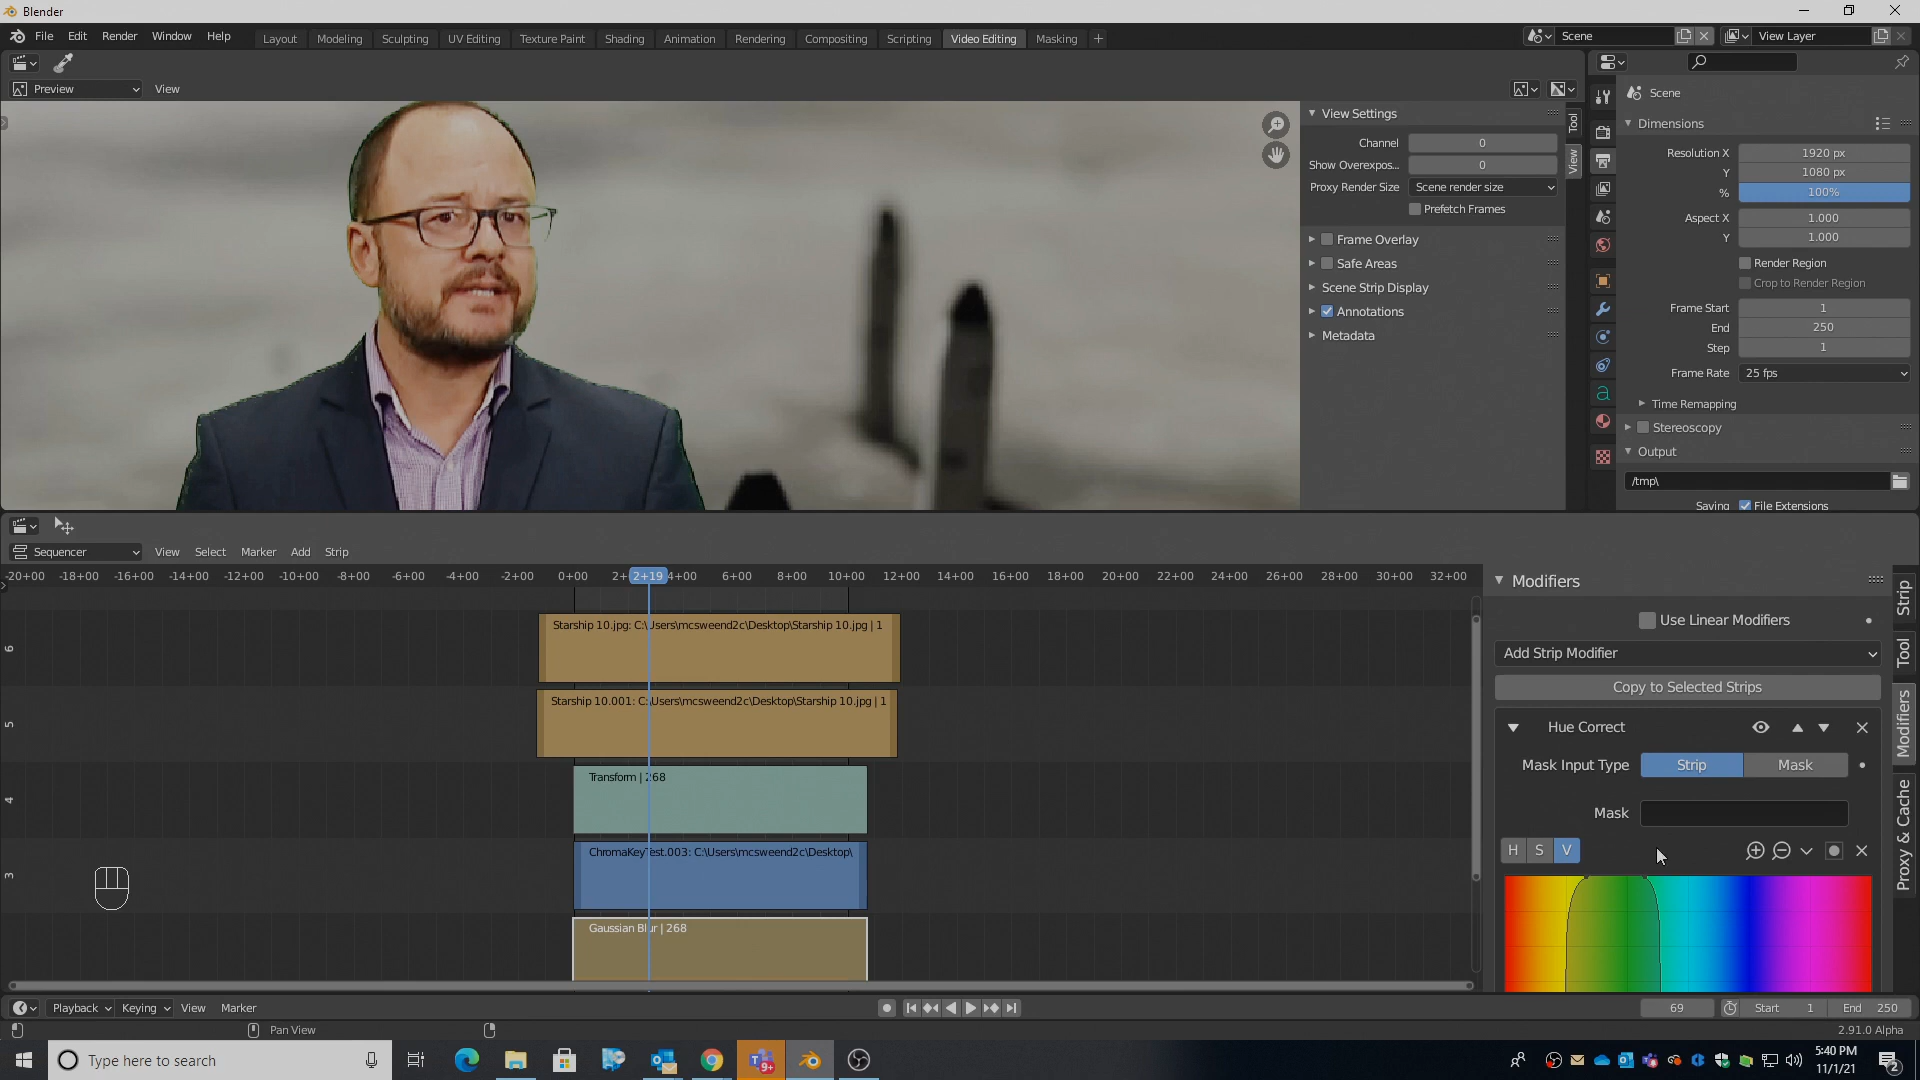 Blender
File Edit Render Window Help
Layout Modeling Sculpting UV Editing Texture Paint Shading Animation Rendering Compositing Scripting Video Editing Masking +
Scene
View Layer
Preview View
View Settings
Channel 0
Show Overexpos... 0
Proxy Render Size Scene render size
Prefetch Frames
Frame Overlay
Safe Areas
Scene Strip Display
Annotations
Metadata
Tool
View
Scene
Dimensions
Resolution X 1920 px
Y 1080 px
% 100%
Aspect X 1.000
Y 1.000
Render Region
Crop to Render Region
Frame Start 1
End 250
Step 1
Frame Rate 25 fps
Time Remapping
Stereoscopy
Output
/tmp\
Saving File Extensions
Sequencer View Select Marker Add Strip
-20+00 -18+00 -16+00 -14+00 -12+00 -10+00 -8+00 -6+00 -4+00 -2+00 0+00 2+19 4+00 6+00 8+00 10+00 12+00 14+00 16+00 18+00 20+00 22+00 24+00 26+00 28+00 30+00 32+00
6
Starship 10.jpg: C:\Users\mcsweend2c\Desktop\Starship 10.jpg | 1
5
Starship 10.001: C:\Users\mcsweend2c\Desktop\Starship 10.jpg | 1
4
Transform | 268
3
ChromaKeyTest.003: C:\Users\mcsweend2c\Desktop\
Gaussian Blur | 268
Modifiers
Use Linear Modifiers
Add Strip Modifier
Copy to Selected Strips
Hue Correct
Mask Input Type Strip Mask
Mask
H S V
Strip
Tool
Modifiers
Proxy & Cache
Playback Keying View Marker
69 Start 1 End 250
Pan View
2.91.0 Alpha
Type here to search
9+
5:40 PM
11/1/21
2